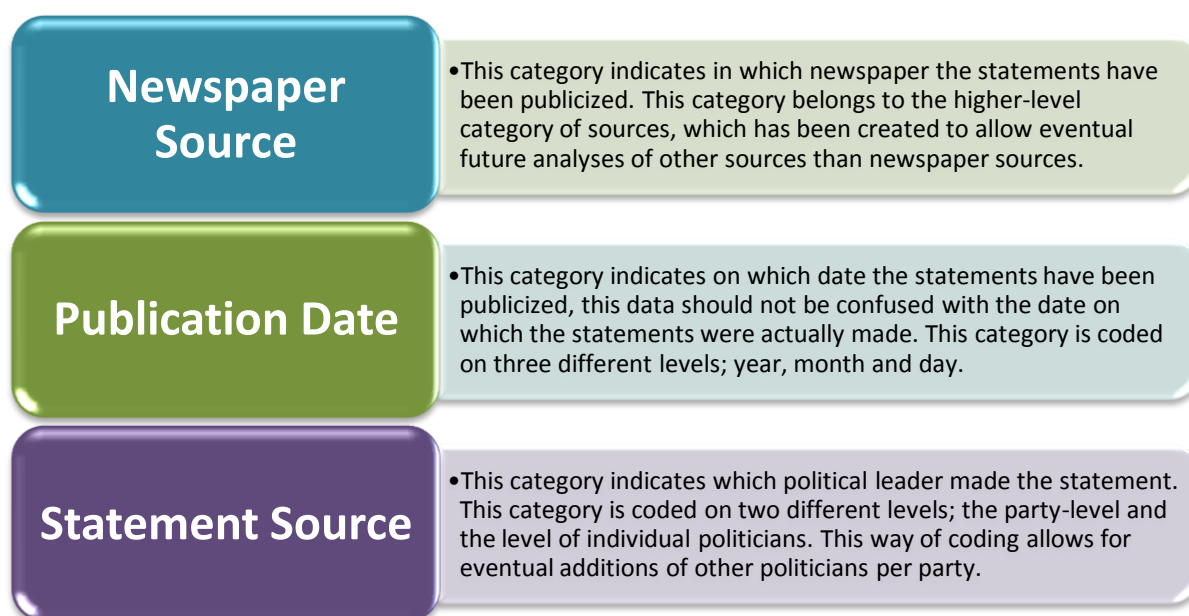 Newspaper
Source
•This category indicates in which newspaper the statements have
been publicized. This category belongs to the higher-level
category of sources, which has been created to allow eventual
future analyses of other sources than newspaper sources.
Publication Date
•This category indicates on which date the statements have been
publicized, this data should not be confused with the date on
which the statements were actually made. This category is coded
on three different levels; year, month and day.
Statement Source
•This category indicates which political leader made the statement.
This category is coded on two different levels; the party-level and
the level of individual politicians. This way of coding allows for
eventual additions of other politicians per party.